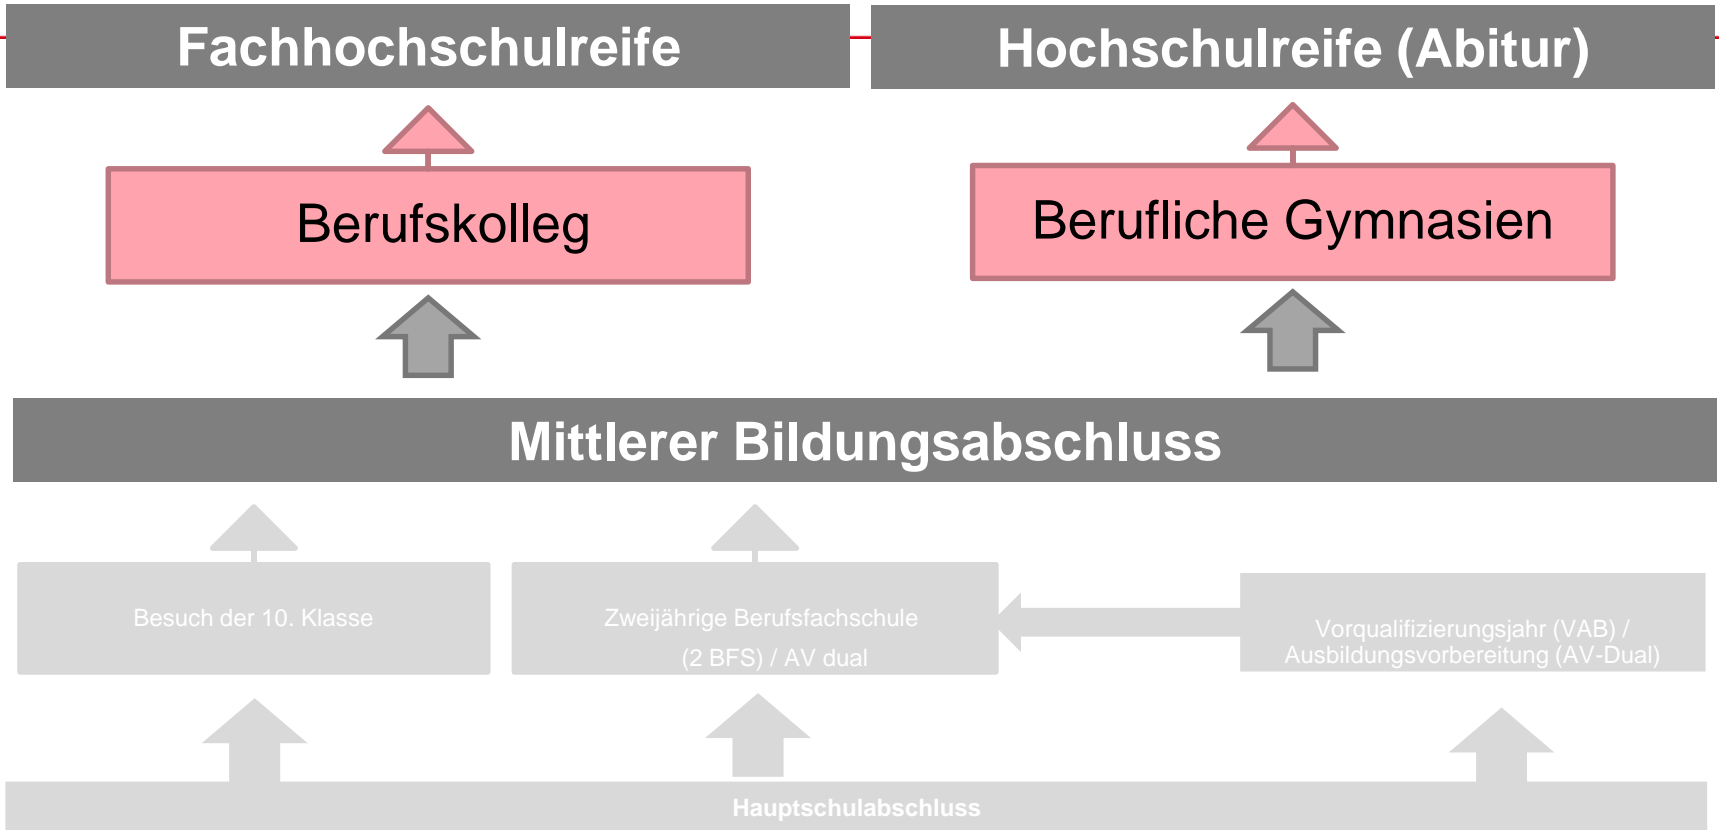 Fachhochschulreife
Hochschulreife (Abitur)
Berufskolleg
Berufliche Gymnasien
Mittlerer Bildungsabschluss
Besuch der 10. Klasse
Zweijährige Berufsfachschule
(2 BFS) / AV dual
Vorqualifizierungsjahr (VAB) /
Ausbildungsvorbereitung (AV-Dual)
Hauptschulabschluss